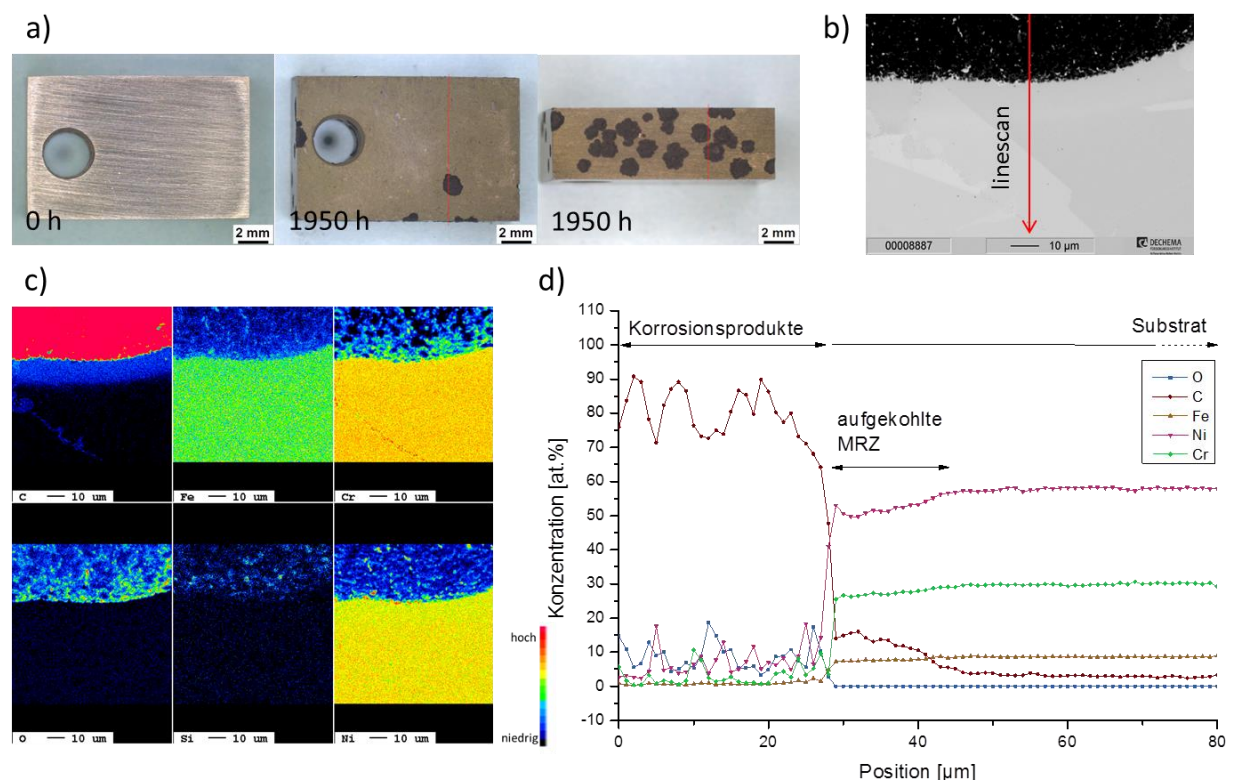 a)
0 h
2 mm
1950 h
2 mm
1950 h
2 mm
b)
linescan
00008887
10 µm
DECHEMA
c)
C 10 um
Fe 10 um
Cr 10 um
O 10 um
Si 10 um
Ni 10 um
hoch
niedrig
d)
Konzentration [at.%]
110
100
90
80
70
60
50
40
30
20
10
0
-10
Korrosionsprodukte
Substrat
aufgekohlte
MRZ
O
C
Fe
Ni
Cr
0
20
40
60
80
Position [µm]